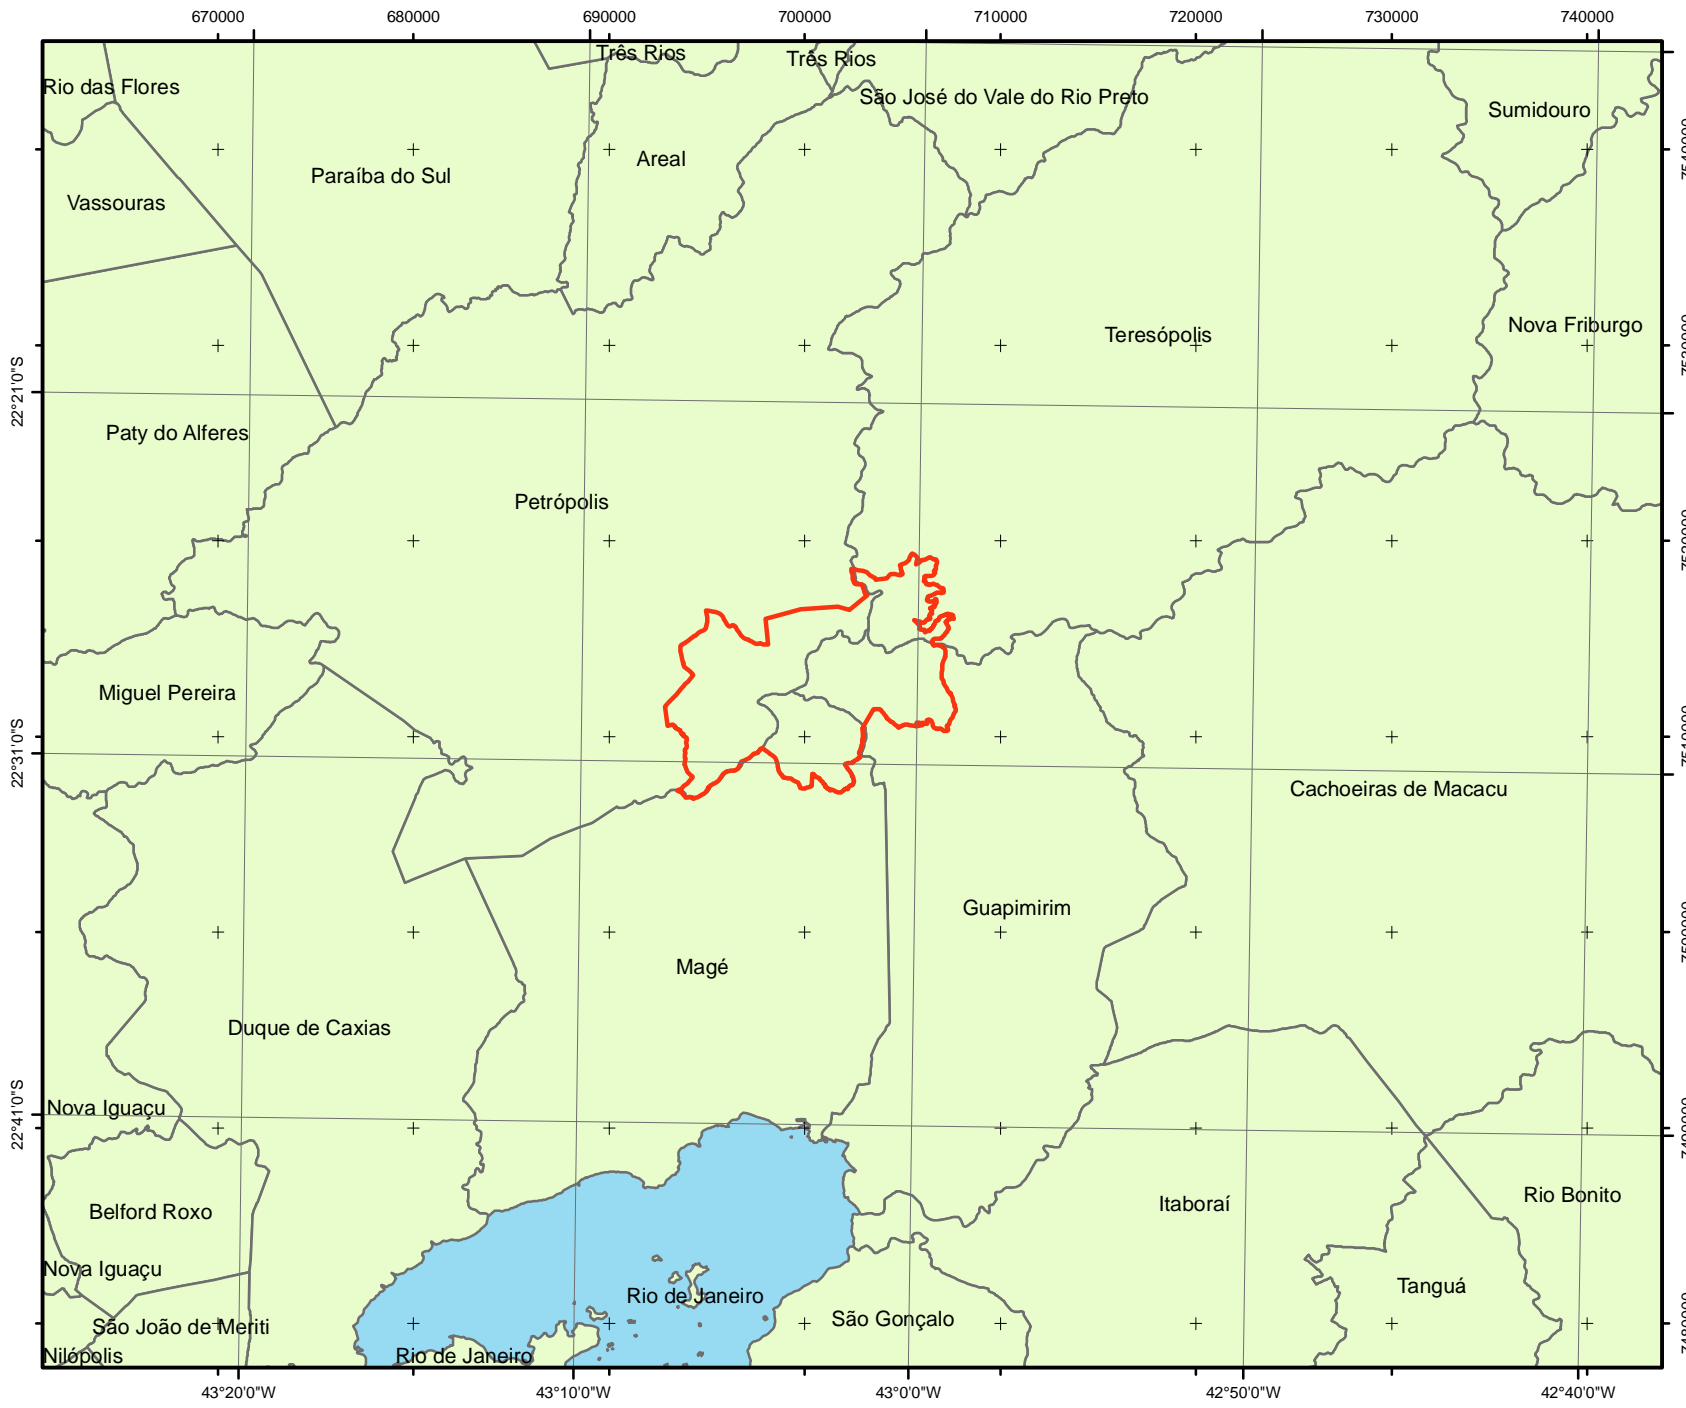 670000 680000 690000 700000 710000 720000 730000 740000
Três Rios
Três Rios
Rio das Flores
São José do Vale do Rio Preto
Sumidouro
Areal
Paraíba do Sul
Vassouras
Nova Friburgo
Teresópolis
22°21'0"S
Paty do Alferes
Petrópolis
Miguel Pereira
22°31'0"S
Cachoeiras de Macacu
Guapimirim
Magé
Duque de Caxias
Nova Iguaçu
22°41'0"S
Rio Bonito
Itaboraí
Belford Roxo
Nova Iguaçu
Tanguá
Rio de Janeiro
São Gonçalo
São João de Meriti
Nilópolis
Rio de Janeiro
43°20'0"W 43°10'0"W 43°0'0"W 42°50'0"W 42°40'0"W